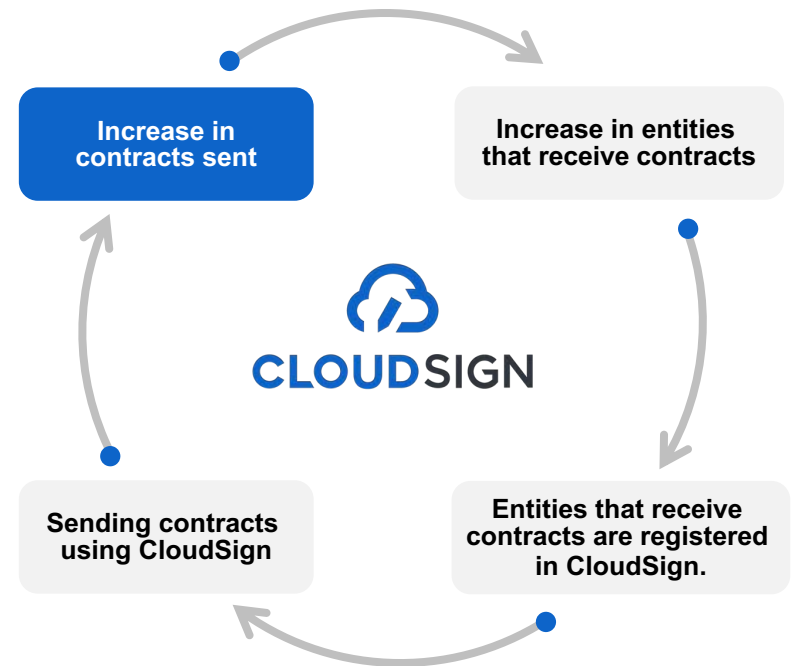 Increase in
contracts sent
Increase in entities
that receive contracts
CLOUDSIGN
Sending contracts
using CloudSign
Entities that receive
contracts are registered
in CloudSign.